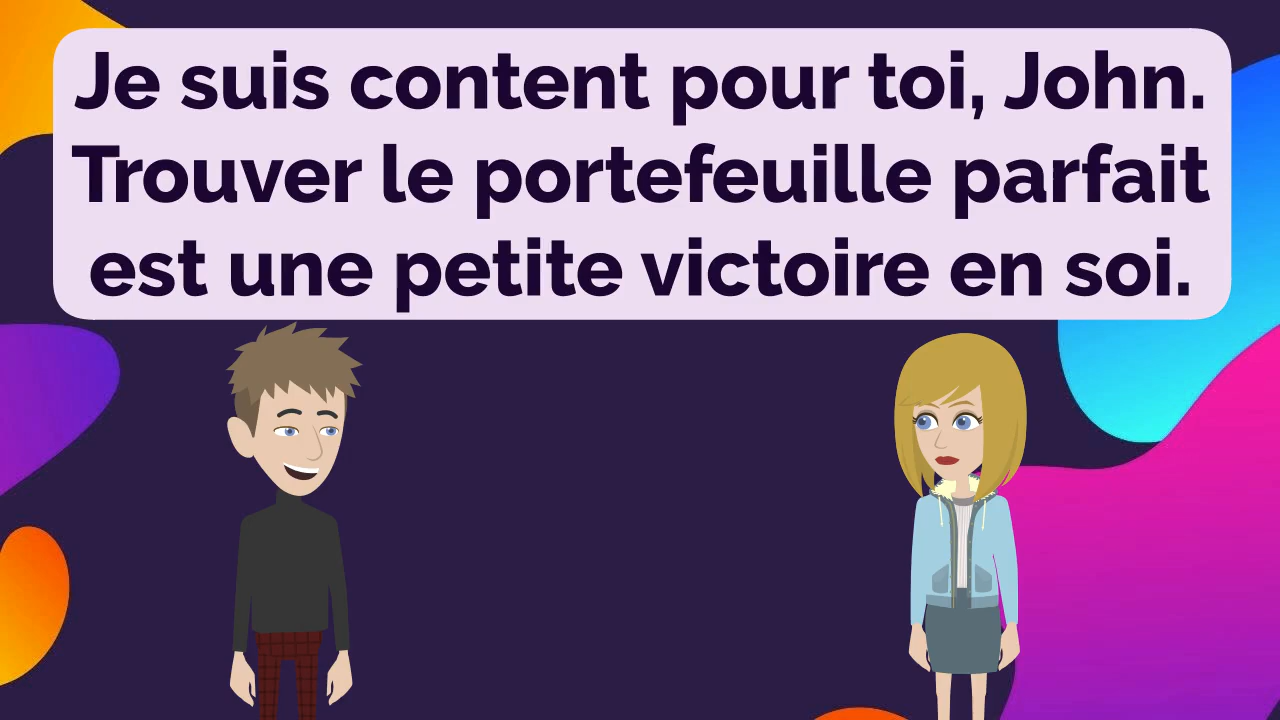 Je suis content pour toi, John.
Trouver le portefeuille parfait
est une petite victoire en soi.